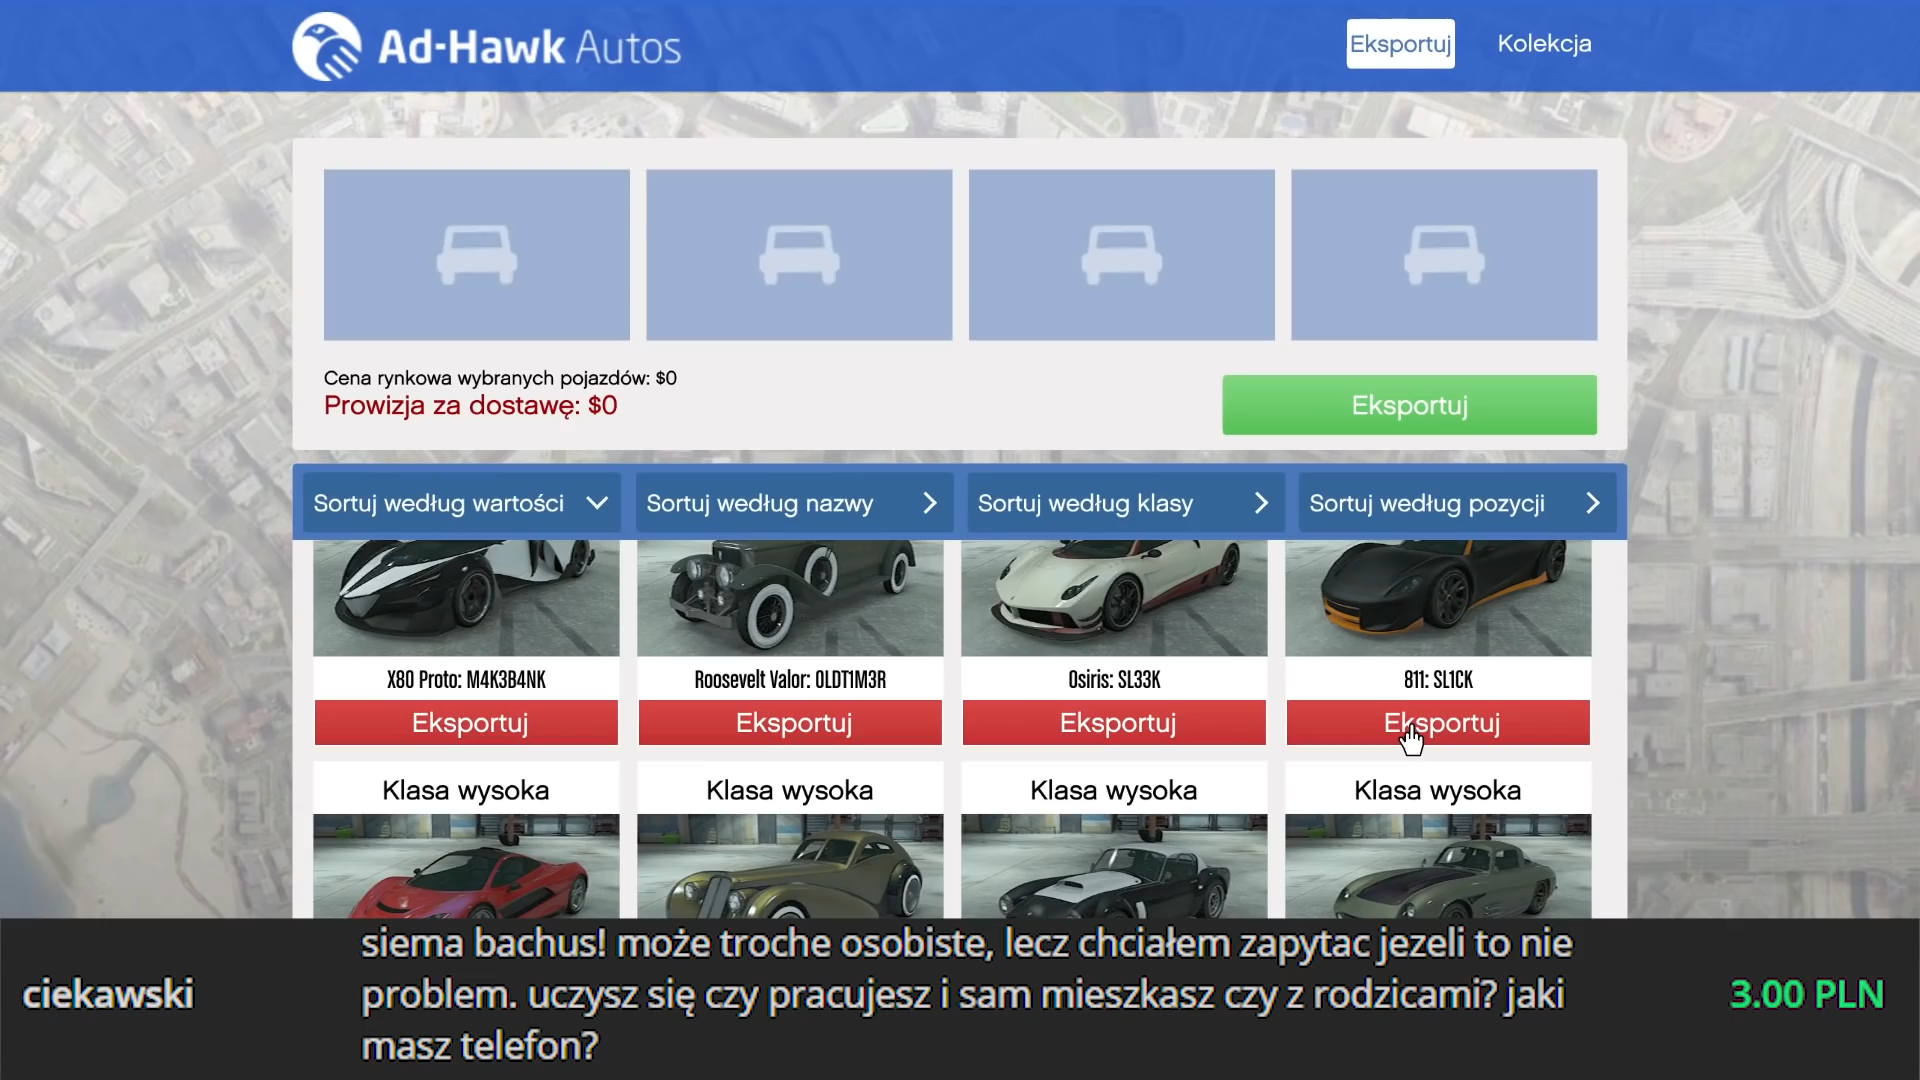 Ad-Hawk Autos
Eksportuj
Kolekcja
Cena rynkowa wybranych pojazdów: $0
Prowizja za dostawę: $0
Eksportuj
Sortuj według wartości
Sortuj według nazwy
Sortuj według klasy
Sortuj według pozycji
X80 Proto: M4K3B4NK
Roosevelt Valor: 0LDT1M3R
Osiris: SL33K
811: SL1CK
Eksportuj
Eksportuj
Eksportuj
Eksportuj
Klasa wysoka
Klasa wysoka
Klasa wysoka
Klasa wysoka
ciekawski
siema bachus! może troche osobiste, lecz chciałem zapytac jezeli to nie
problem. uczysz się czy pracujesz i sam mieszkasz czy z rodzicami? jaki
masz telefon?
3.00 PLN